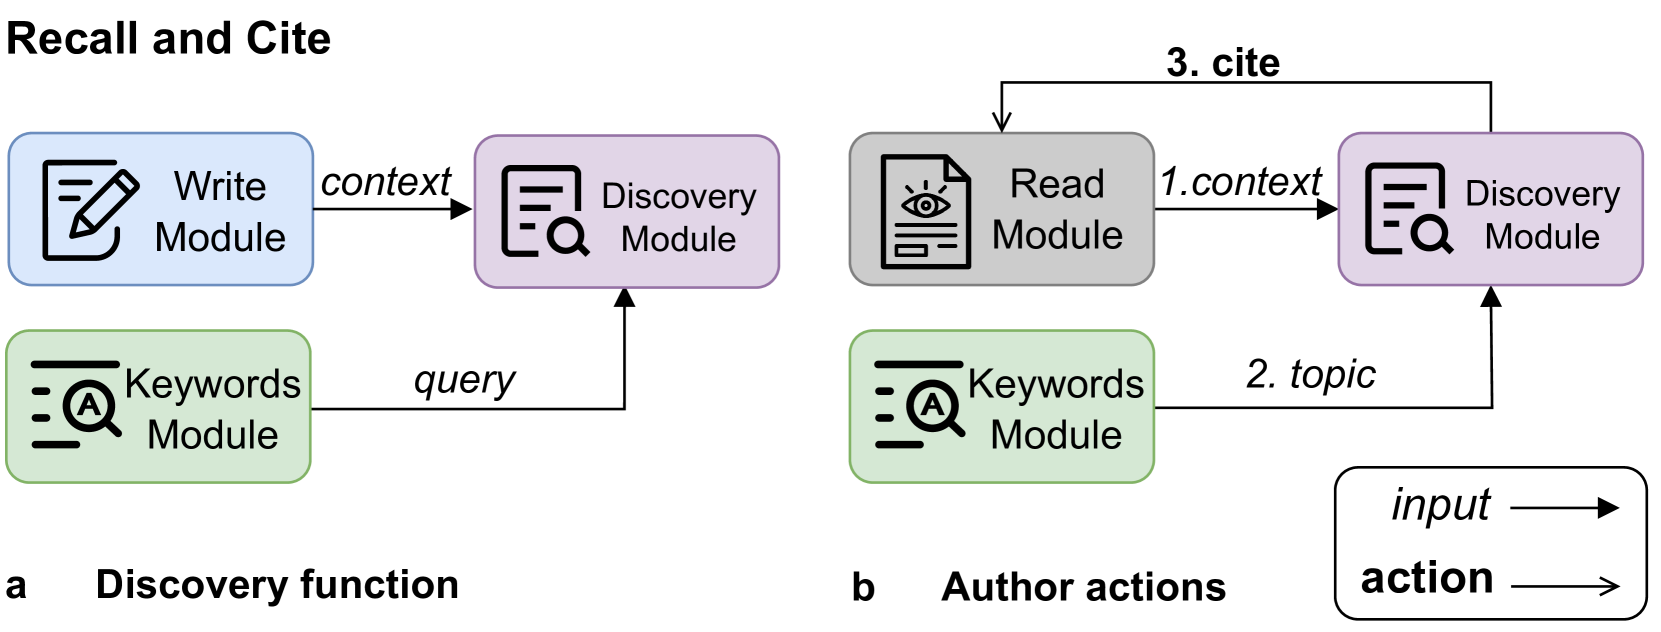 Recall and Cite
Write
Module
context
Discovery
Module
Keywords
Module
query
a Discovery function
3. cite
Read
Module
1.context
Discovery
Module
Keywords
Module
2. topic
b Author actions
input
action